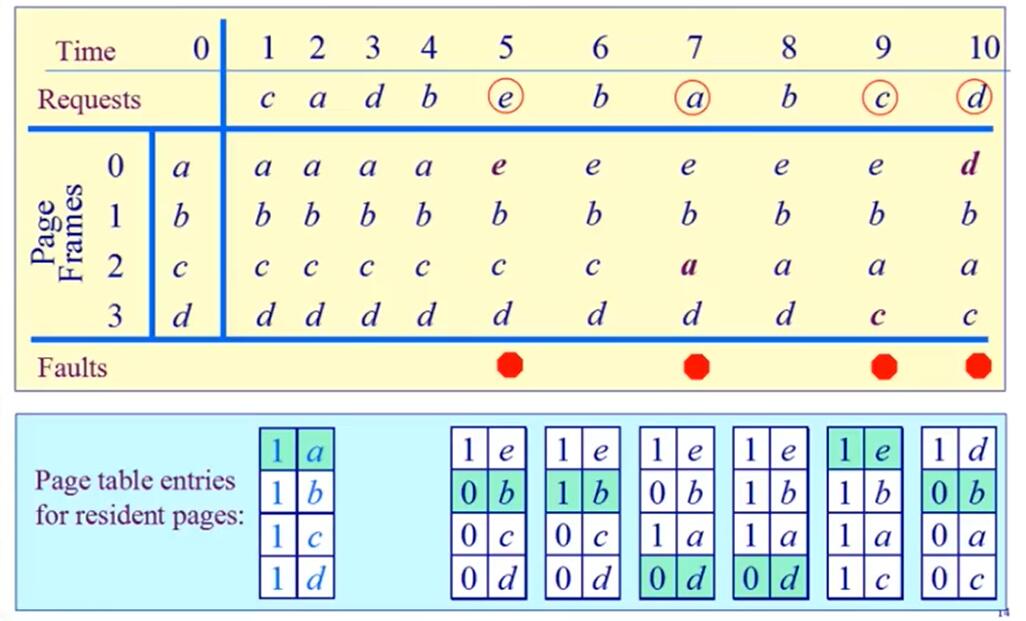 Time 0 1 2 3 4 5 6 7 8 9 10
Requests c a d b e b a b c d
Page Frames
0 a a a a a e e e e e d
1 b b b b b b b b b b b
2 c c c c c c c a a a a
3 d d d d d d d d d c c
Faults
Page table entries
for resident pages:
1 a 1 e 1 e 1 e 1 e 1 e 1 d
1 b 0 b 1 b 0 b 1 b 1 b 0 b
1 c 0 c 0 c 1 a 1 a 1 a 0 a
1 d 0 d 0 d 0 d 0 d 1 c 0 c
14